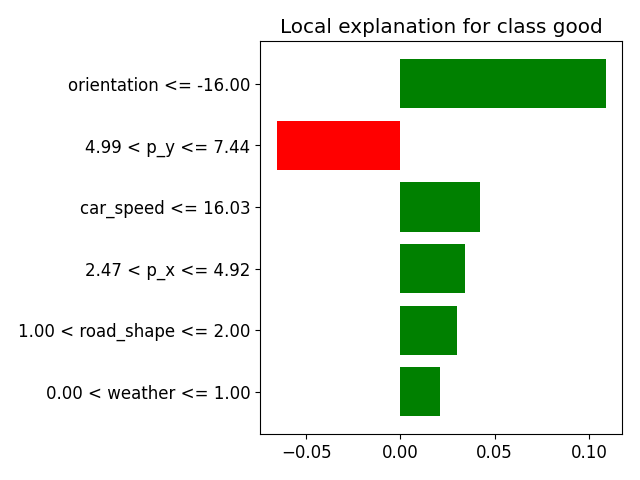 Local explanation for class good
orientation <= -16.00
4.99 < p_y <= 7.44
car_speed <= 16.03
2.47 < p_x <= 4.92
1.00 < road_shape <= 2.00
0.00 < weather <= 1.00
−0.05 0.00 0.05 0.10